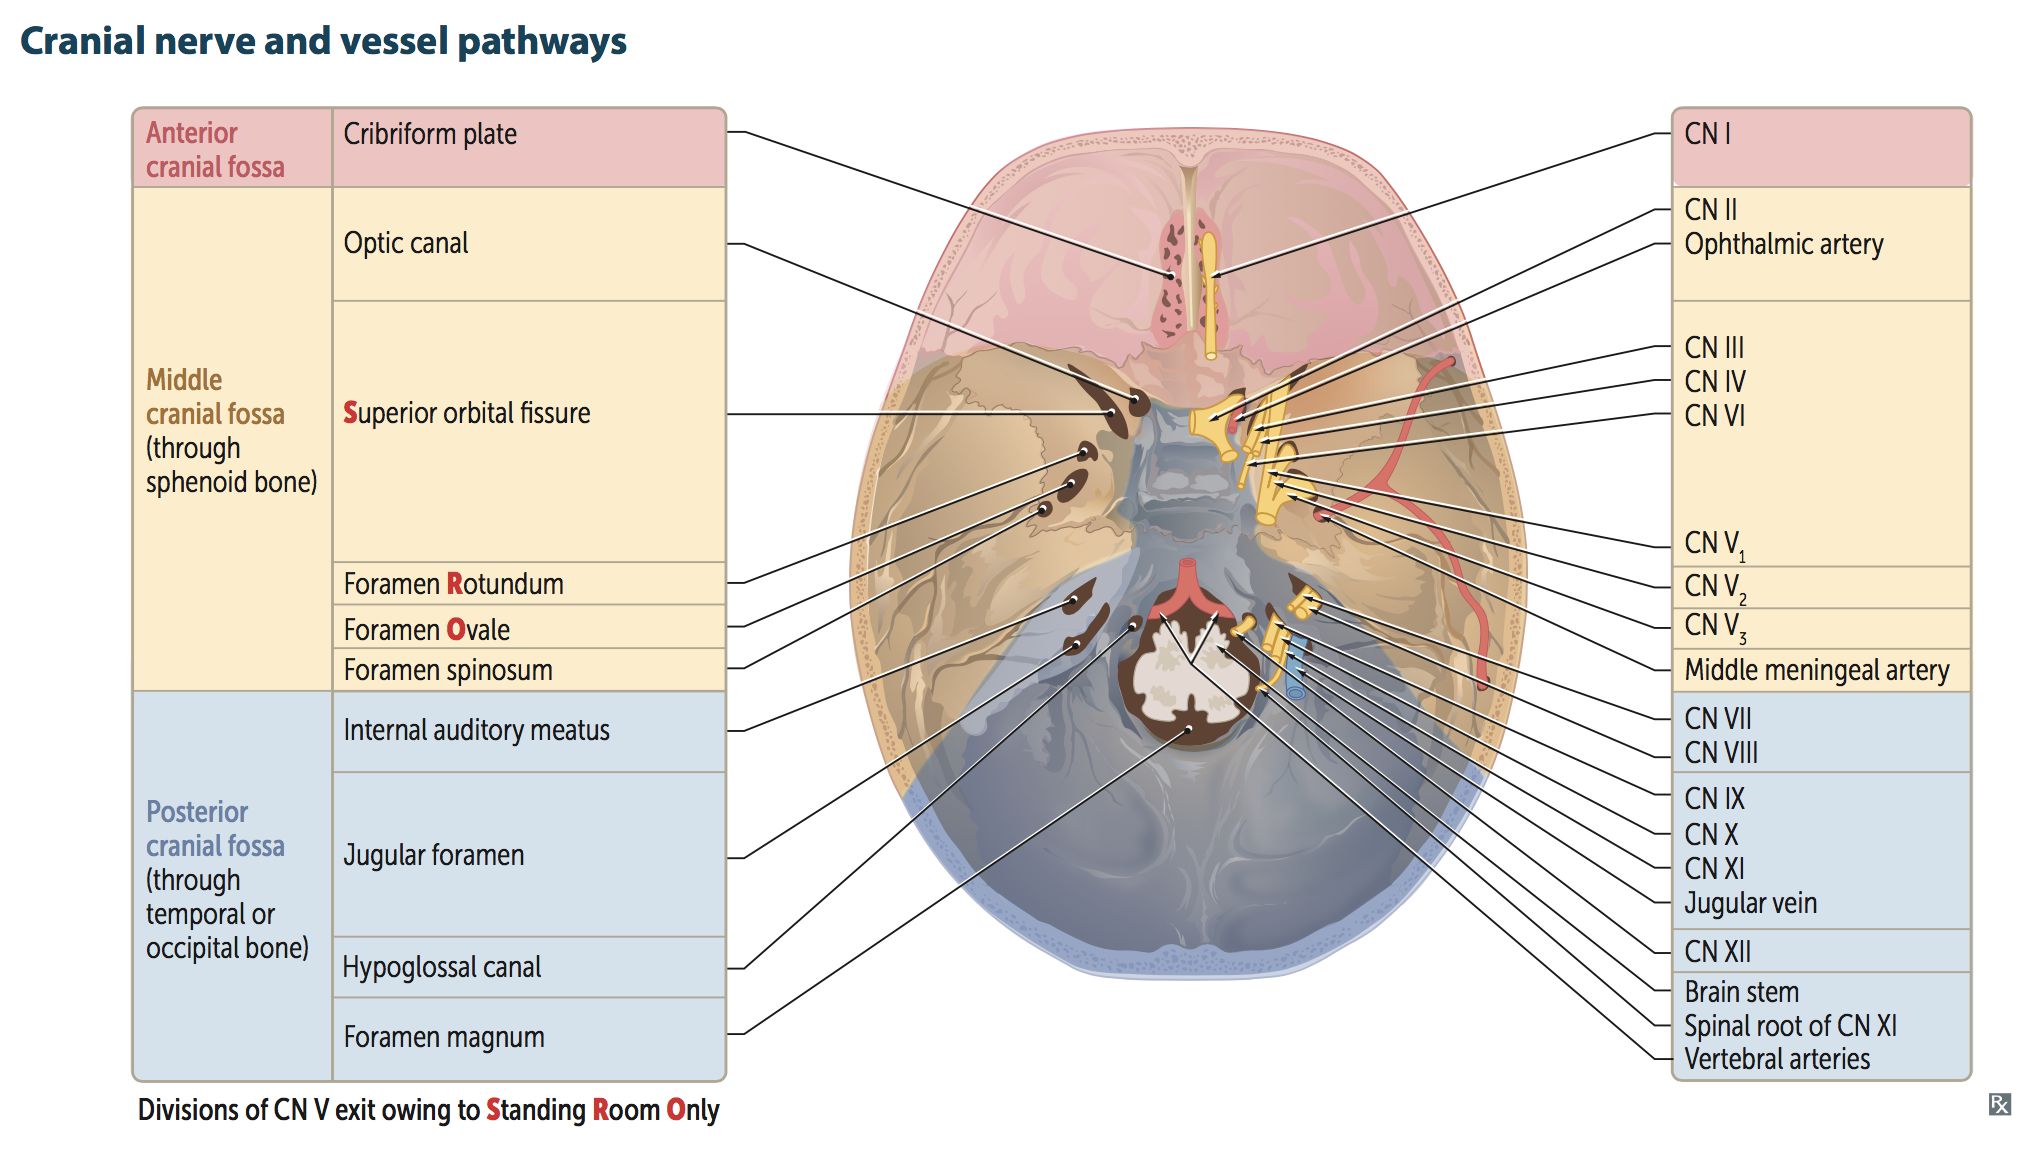 Cranial nerve and vessel pathways
Anterior
cranial fossa
Cribriform plate
CN I
Middle
cranial fossa
(through
sphenoid bone)
Optic canal
CN II
Ophthalmic artery
Superior orbital fissure
CN III
CN IV
CN VI
CN V1
Foramen Rotundum
CN V2
Foramen Ovale
CN V3
Foramen spinosum
Middle meningeal artery
Posterior
cranial fossa
(through
temporal or
occipital bone)
Internal auditory meatus
CN VII
CN VIII
Jugular foramen
CN IX
CN X
CN XI
Jugular vein
Hypoglossal canal
CN XII
Foramen magnum
Brain stem
Spinal root of CN XI
Vertebral arteries
Divisions of CN V exit owing to Standing Room Only
Rx